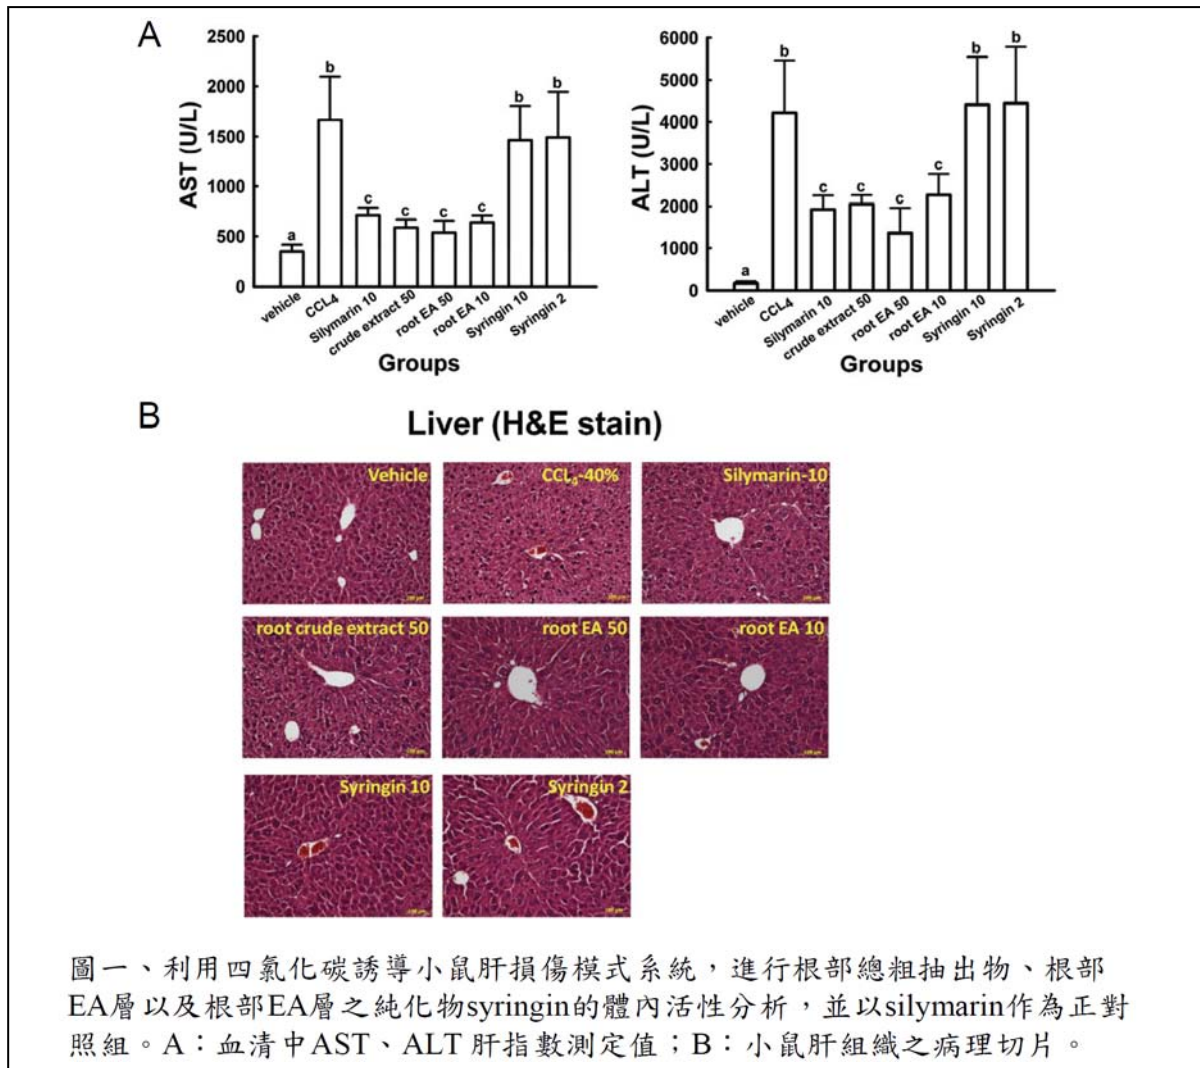 A
2500
2000
1500
1000
500
0
AST (U/L)
a
b
c
c
c
c
b
b
vehicle
CCL4
Silymarin 10
crude extract 50
root EA 50
root EA 10
Syringin 10
Syringin 2
Groups
6000
5000
4000
3000
2000
1000
0
ALT (U/L)
a
b
c
c
c
c
b
b
vehicle
CCL4
Silymarin 10
crude extract 50
root EA 50
root EA 10
Syringin 10
Syringin 2
Groups
B
Liver (H&E stain)
Vehicle
CCL4-40%
Silymarin-10
root crude extract 50
root EA 50
root EA 10
Syringin 10
Syringin 2
圖一、利用四氯化碳誘導小鼠肝損傷模式系統，進行根部總粗抽出物、根部
EA層以及根部EA層之純化物syringin的體內活性分析，並以silymarin作為正對
照組。A：血清中AST、ALT 肝指數測定值；B：小鼠肝組織之病理切片。